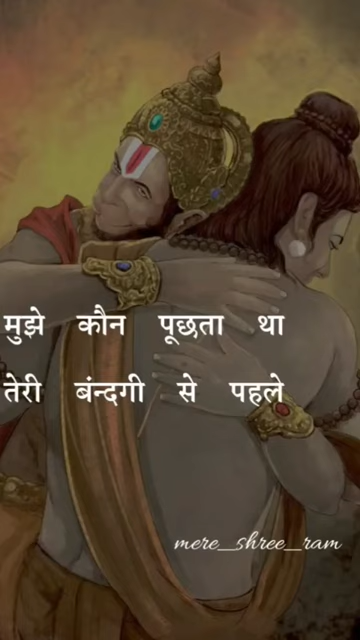 मुझे कौन पूछता था
तेरी बंन्दगी से पहले
mere_shree_ram